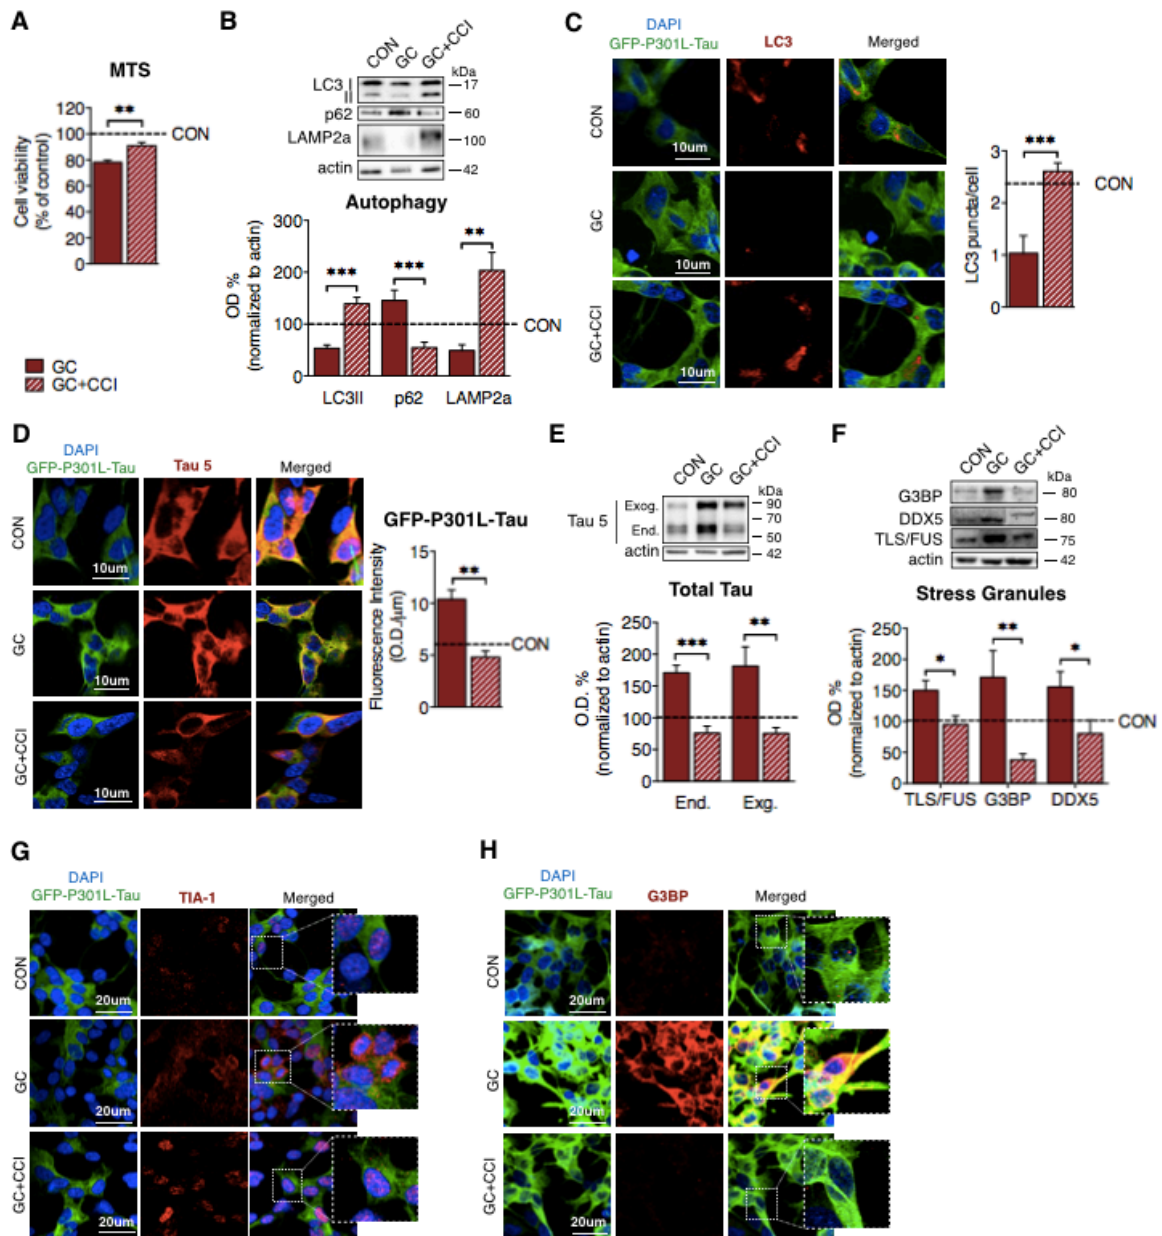 A
MTS
Cell viability
(% of control)
120
100
80
60
40
20
0
**
CON
GC
GC+CCI
B
CON
GC
GC+CCI
kDa
LC3 I
II
17
p62
60
LAMP2a
100
actin
42
Autophagy
OD %
(normalized to actin)
300
200
100
0
***
***
**
CON
LC3II
p62
LAMP2a
C
DAPI
GFP-P301L-Tau
LC3
Merged
CON
10um
GC
10um
GC+CCI
10um
LC3 puncta/cell
3
2
1
0
***
CON
D
DAPI
GFP-P301L-Tau
Tau 5
Merged
CON
10um
GC
10um
GC+CCI
10um
GFP-P301L-Tau
Fluorescence Intensity
(O.D./µm)
15
10
5
0
**
CON
E
CON
GC
GC+CCI
kDa
Tau 5
Exog.
End.
90
70
50
actin
42
Total Tau
O.D. %
(normalized to actin)
250
200
150
100
50
0
***
**
End.
Exg.
F
CON
GC
GC+CCI
kDa
G3BP
80
DDX5
80
TLS/FUS
75
actin
42
Stress Granules
OD %
(normalized to actin)
250
200
150
100
50
0
*
**
*
CON
TLS/FUS
G3BP
DDX5
G
DAPI
GFP-P301L-Tau
TIA-1
Merged
CON
20um
GC
20um
GC+CCI
20um
H
DAPI
GFP-P301L-Tau
G3BP
Merged
CON
20um
GC
20um
GC+CCI
20um